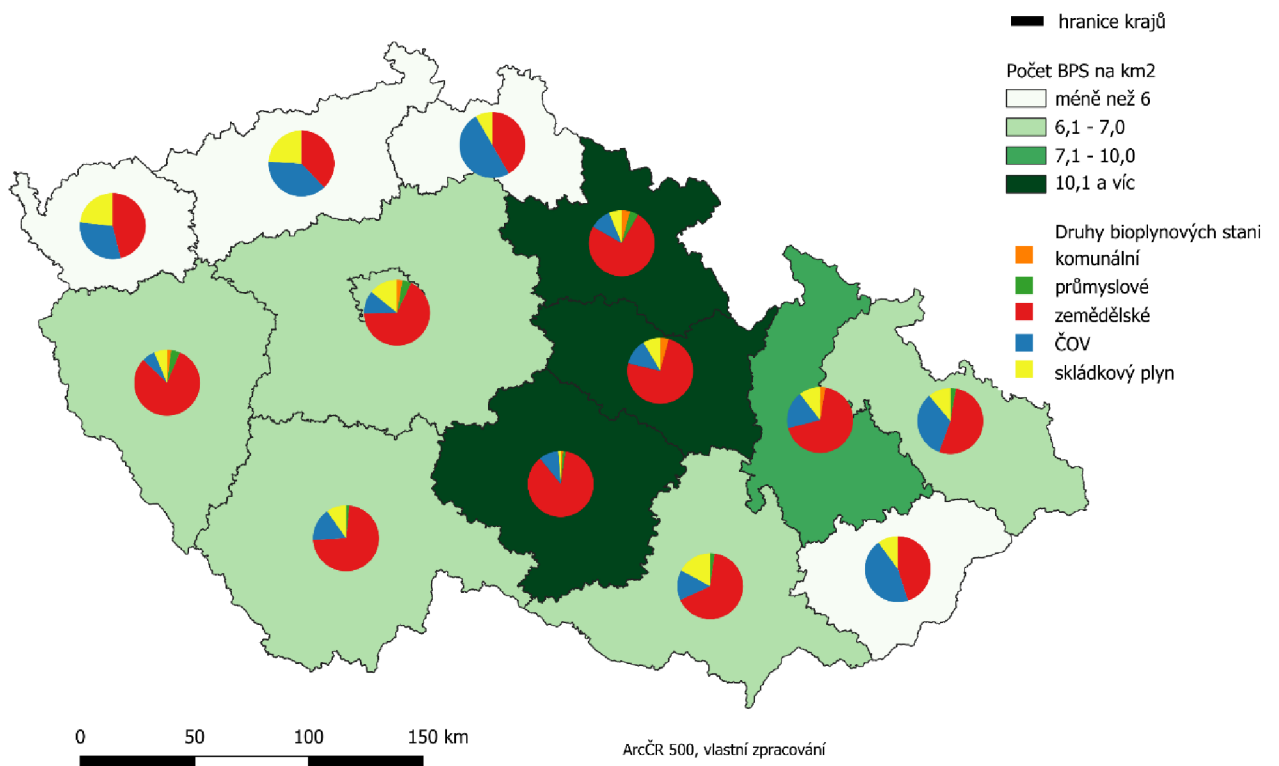 hranice krajů
Počet BPS na km2
méně než 6
6,1 - 7,0
7,1 - 10,0
10,1 a víc
Druhy bioplynových stani
komunální
průmyslové
zemědělské
ČOV
skládkový plyn
0 50 100 150 km
ArcČR 500, vlastní zpracování